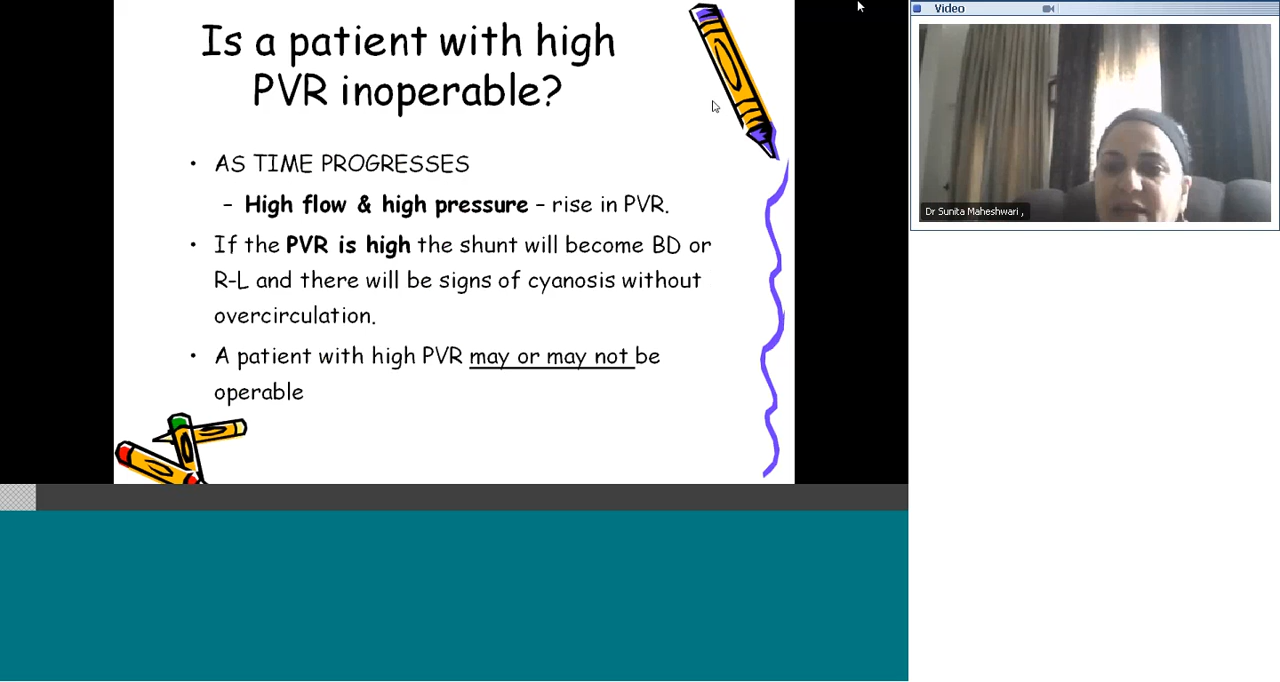 Is a patient with high
PVR inoperable?
• AS TIME PROGRESSES
– High flow & high pressure – rise in PVR.
• If the PVR is high the shunt will become BD or
R-L and there will be signs of cyanosis without
overcirculation.
• A patient with high PVR may or may not be
operable
Video
Dr Sunita Maheshwari ,